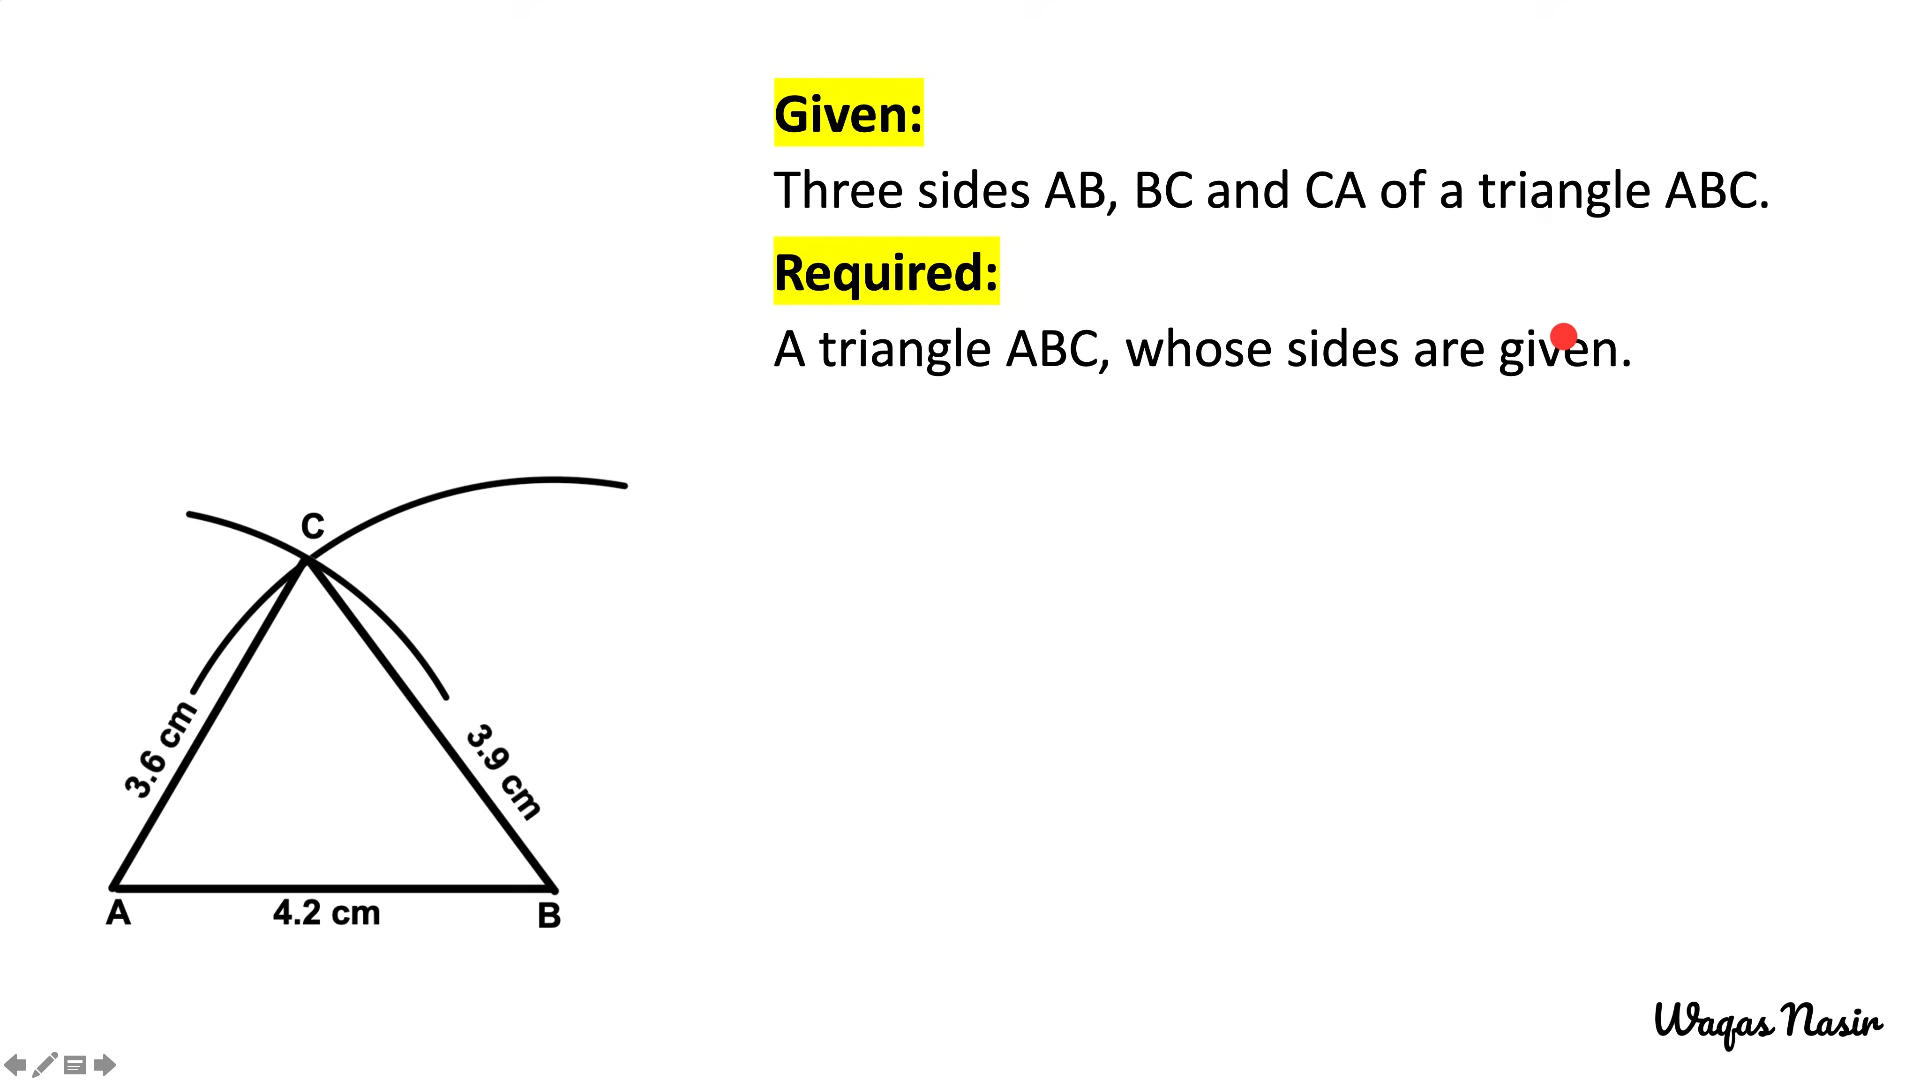 Given:
Three sides AB, BC and CA of a triangle ABC.
Required:
A triangle ABC, whose sides are given.
C
3.6 cm
3.9 cm
A
4.2 cm
B
Waqas Nasir